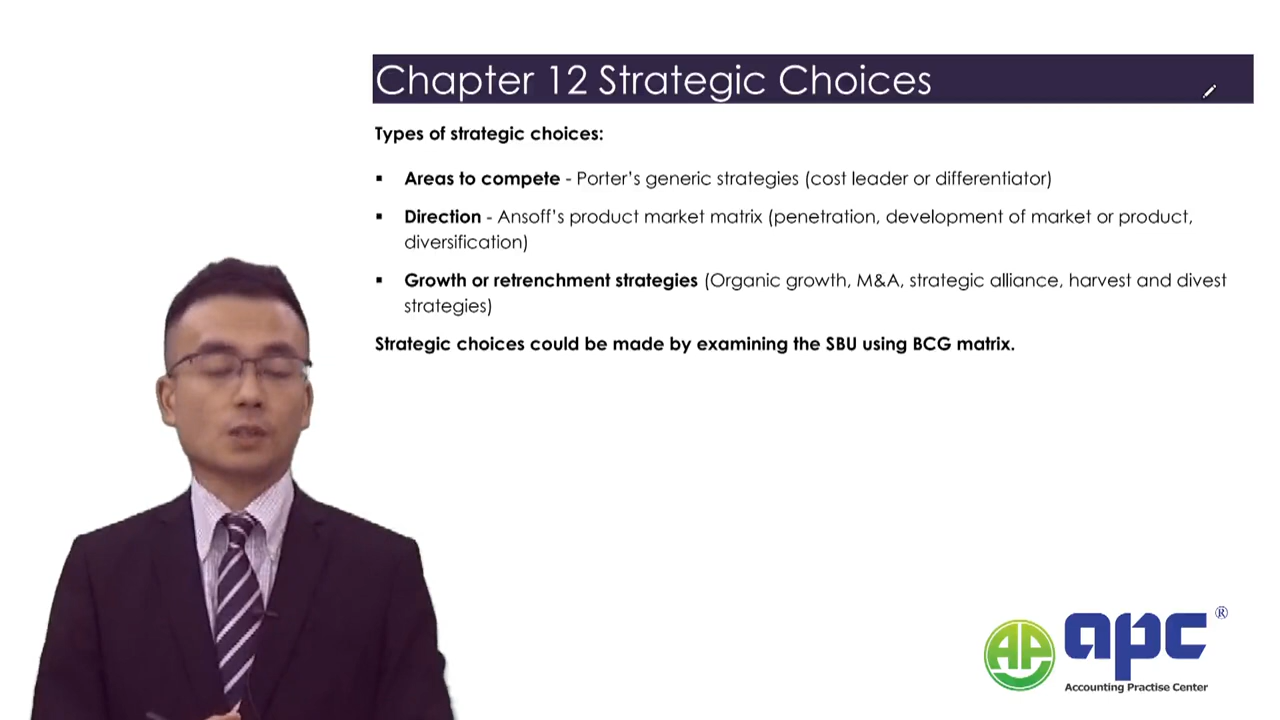 Chapter 12 Strategic Choices
Types of strategic choices:
▪ Areas to compete - Porter’s generic strategies (cost leader or differentiator)
▪ Direction - Ansoff’s product market matrix (penetration, development of market or product,
diversification)
▪ Growth or retrenchment strategies (Organic growth, M&A, strategic alliance, harvest and divest
strategies)
Strategic choices could be made by examining the SBU using BCG matrix.
AP apc ®
Accounting Practise Center